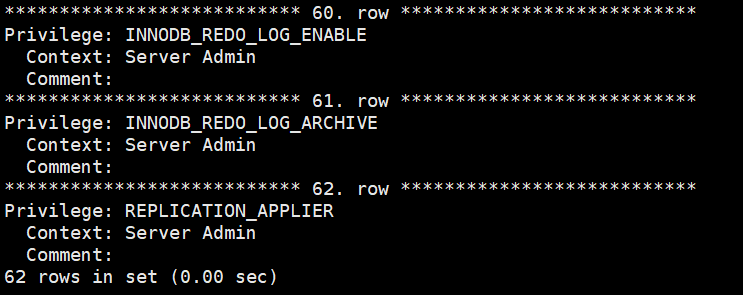 *************************** 60. row ***************************
Privilege: INNODB_REDO_LOG_ENABLE
  Context: Server Admin
  Comment:
*************************** 61. row ***************************
Privilege: INNODB_REDO_LOG_ARCHIVE
  Context: Server Admin
  Comment:
*************************** 62. row ***************************
Privilege: REPLICATION_APPLIER
  Context: Server Admin
  Comment:
62 rows in set (0.00 sec)